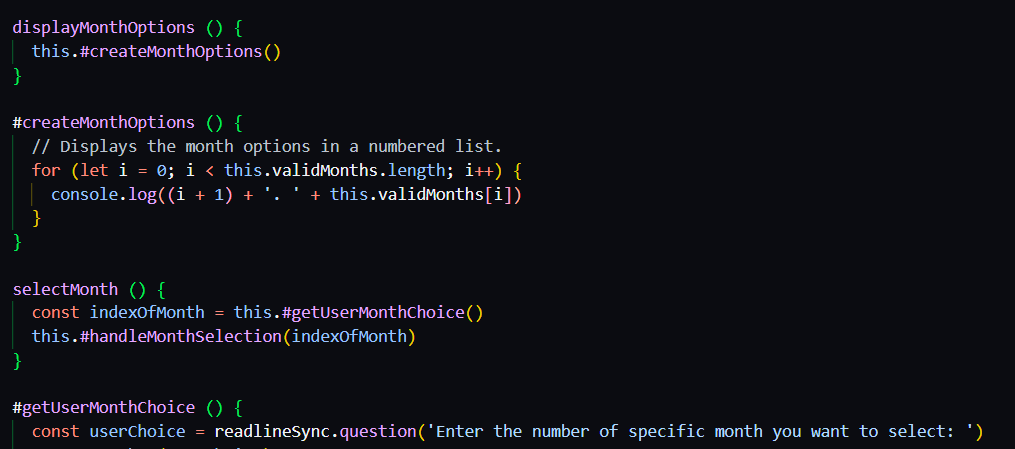 displayMonthOptions () {
this.#createMonthOptions()
}
#createMonthOptions () {
// Displays the month options in a numbered list.
for (let i = 0; i < this.validMonths.length; i++) {
console.log((i + 1) + '. ' + this.validMonths[i])
}
}
selectMonth () {
const indexOfMonth = this.#getUserMonthChoice()
this.#handleMonthSelection(indexOfMonth)
}
#getUserMonthChoice () {
const userChoice = readlineSync.question('Enter the number of specific month you want to select: ')